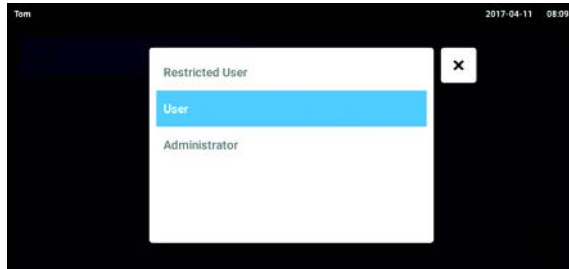 Tom 2017-04-11 08:09
Restricted User
User
Administrator